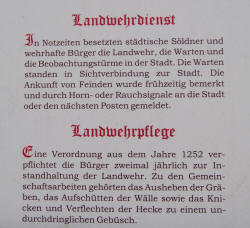 Landwehrdienst
In Notzeiten besetzten städtische Söldner und
wehrhafte Bürger die Landwehr, die Warten und
die Beobachtungstürme in der Stadt. Die Warten
standen in Sichtverbindung zur Stadt. Die
Ankunft von Feinden wurde frühzeitig bemerkt
und durch Horn- oder Rauchsignale an die Stadt
oder den nächsten Posten gemeldet.
Landwehrpflege
Eine Verordnung aus dem Jahre 1252 ver-
pflichtete die Bürger zweimal jährlich zur In-
standhaltung der Landwehr. Zu den Gemein-
schaftsarbeiten gehörten das Ausheben der Grä-
ben, das Aufschütten der Wälle sowie das Kni-
cken und Verflechten der Hecke zu einem un-
durchdringlichen Gebüsch.